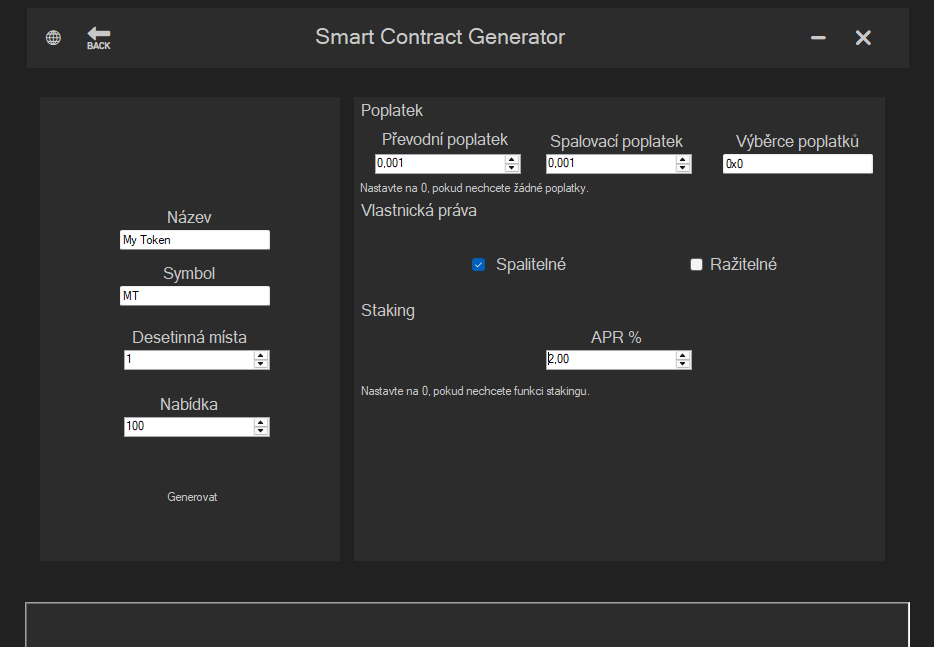 BACK
Smart Contract Generator
Název
My Token
Symbol
MT
Desetinná místa
1
Nabídka
100
Generovat
Poplatek
Převodní poplatek Spalovací poplatek Výběrce poplatků
0,001 0,001 0x0
Nastavte na 0, pokud nechcete žádné poplatky.
Vlastnická práva
Spalitelné Ražitelné
Staking
APR %
2,00
Nastavte na 0, pokud nechcete funkci stakingu.